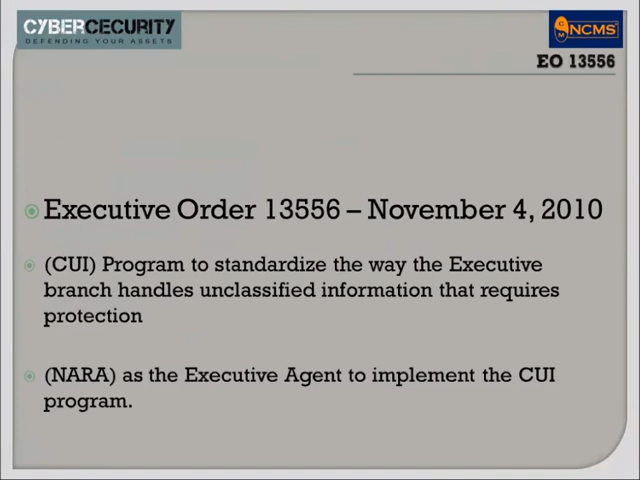 CYBERCECURITY
DEFENDING YOUR ASSETS
NCMS
EO 13556
Executive Order 13556 – November 4, 2010
(CUI) Program to standardize the way the Executive
branch handles unclassified information that requires
protection
(NARA) as the Executive Agent to implement the CUI
program.